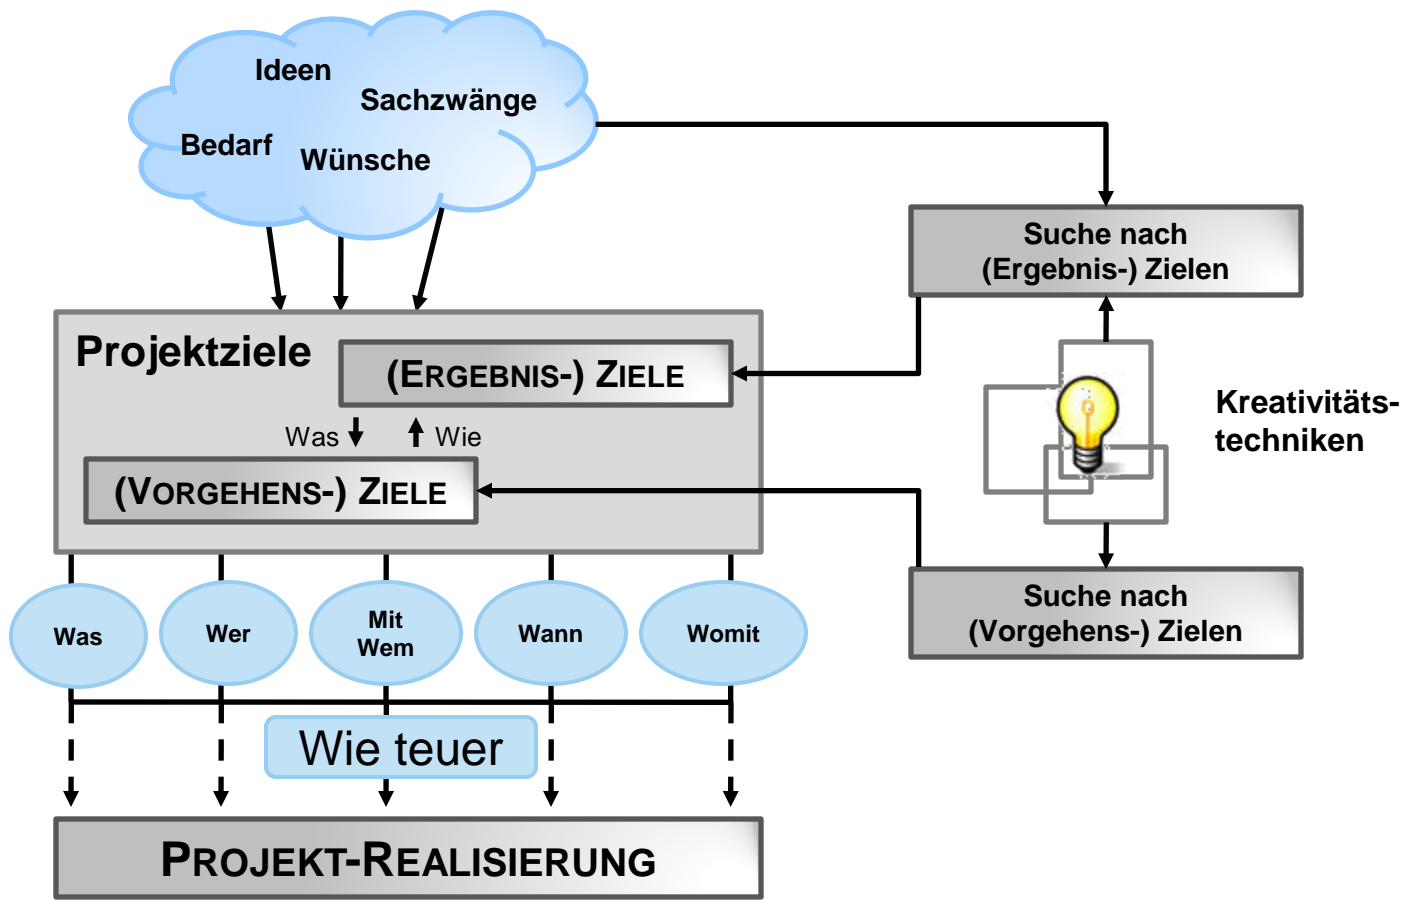 Ideen
Sachzwänge
Bedarf
Wünsche
Suche nach
(Ergebnis-) Zielen
Projektziele
(ERGEBNIS-) ZIELE
Was
Wie
(VORGEHENS-) ZIELE
Kreativitäts-
techniken
Suche nach
(Vorgehens-) Zielen
Was
Wer
Mit
Wem
Wann
Womit
Wie teuer
PROJEKT-REALISIERUNG